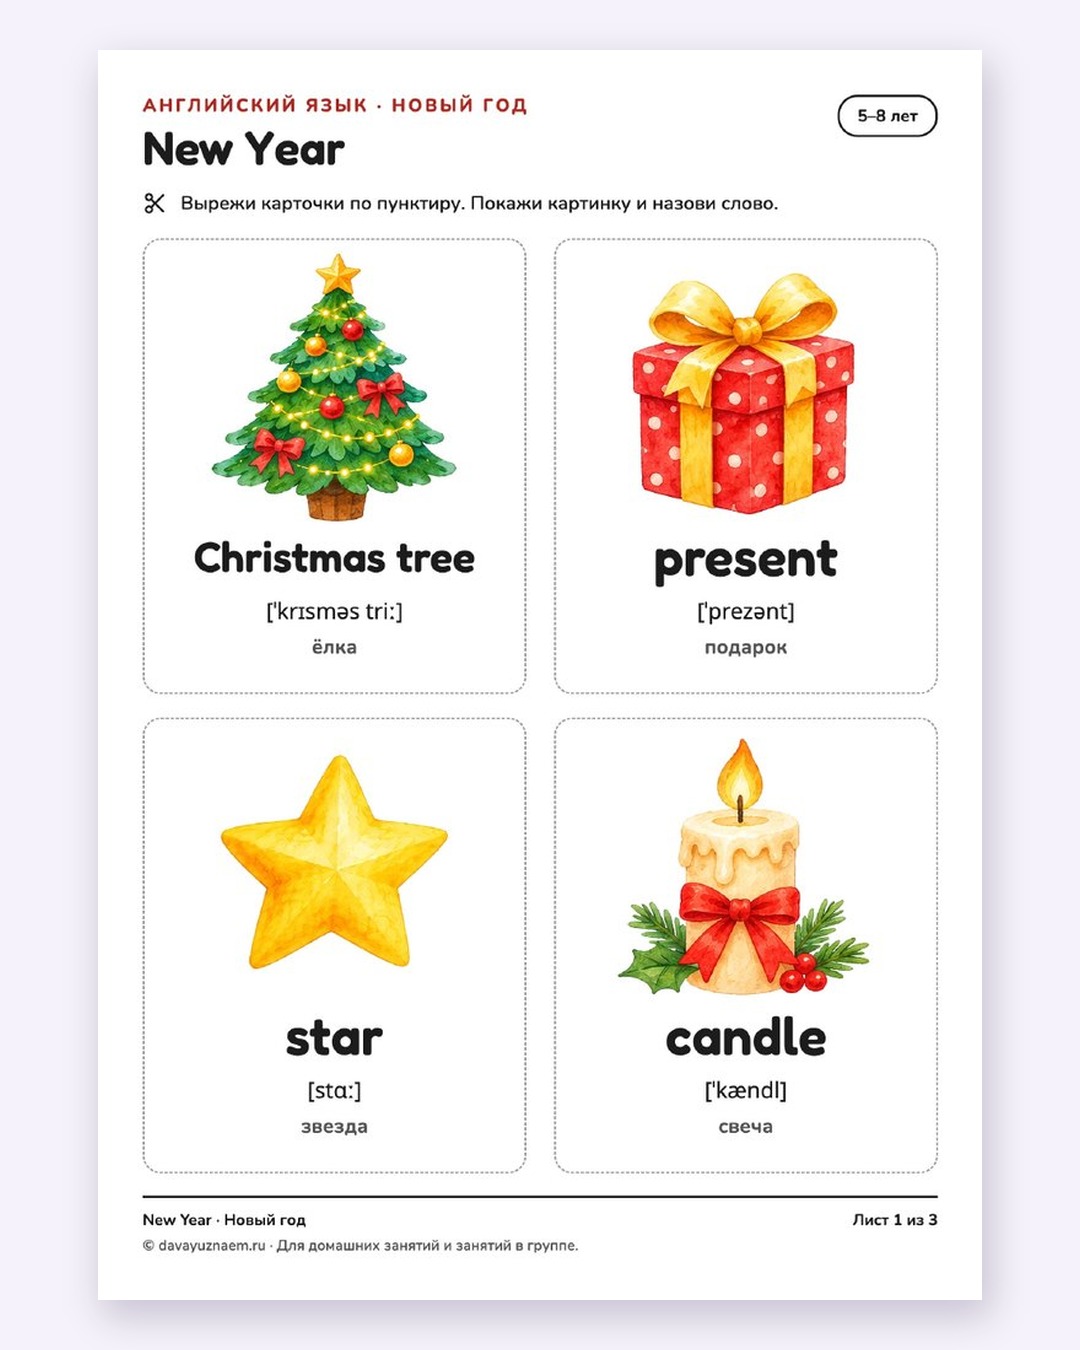 АНГЛИЙСКИЙ ЯЗЫК · НОВЫЙ ГОД
5–8 лет
New Year
Вырежи карточки по пунктиру. Покажи картинку и назови слово.
Christmas tree
[ˈkrɪsməs triː]
ёлка
present
[ˈprezənt]
подарок
star
[stɑː]
звезда
candle
[ˈkændl]
свеча
New Year · Новый год
Лист 1 из 3
© davayuznaem.ru · Для домашних занятий и занятий в группе.